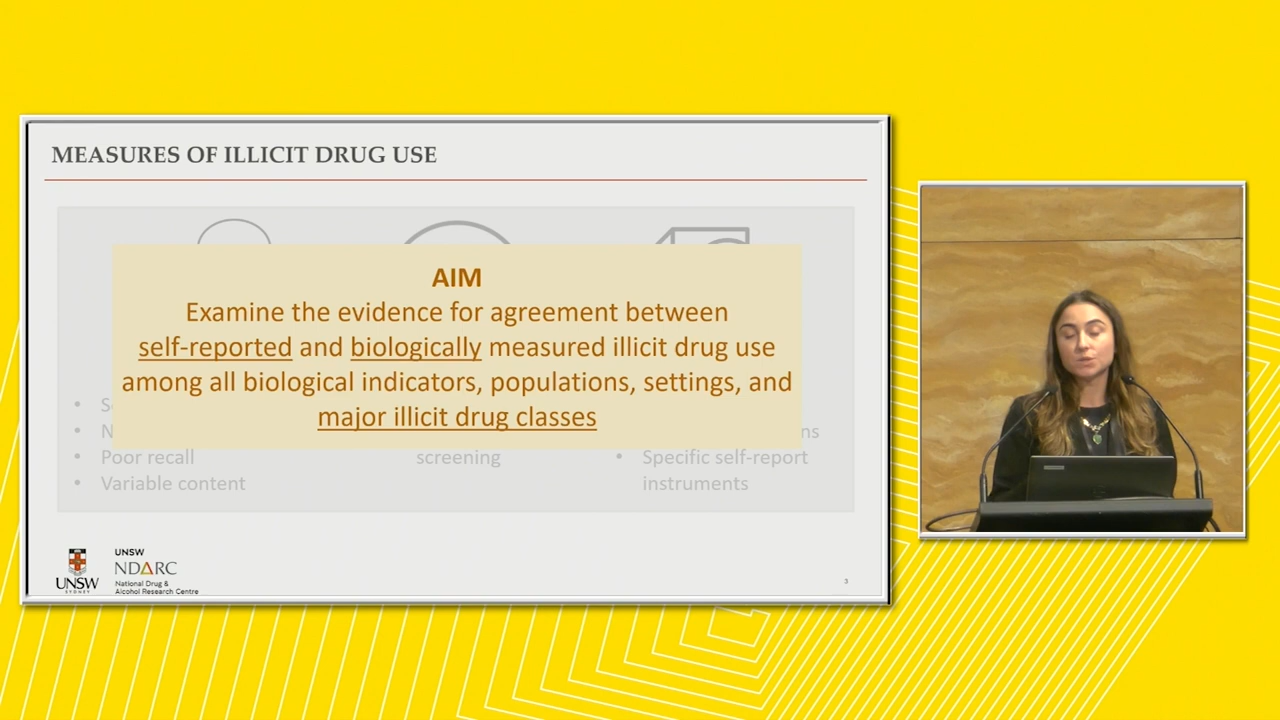 MEASURES OF ILLICIT DRUG USE
AIM
Examine the evidence for agreement between
self-reported and biologically measured illicit drug use
among all biological indicators, populations, settings, and
major illicit drug classes
• Poor recall
• Variable content
screening
• Specific self-report
instruments
UNSW
SYDNEY
UNSW
NDARC
National Drug &
Alcohol Research Centre
3